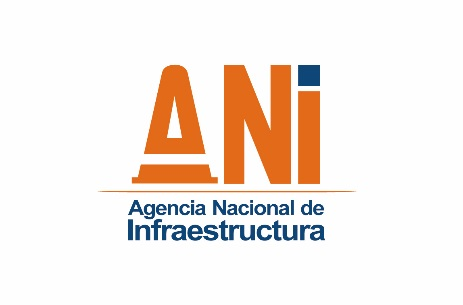 ANi
Agencia Nacional de
Infraestructura